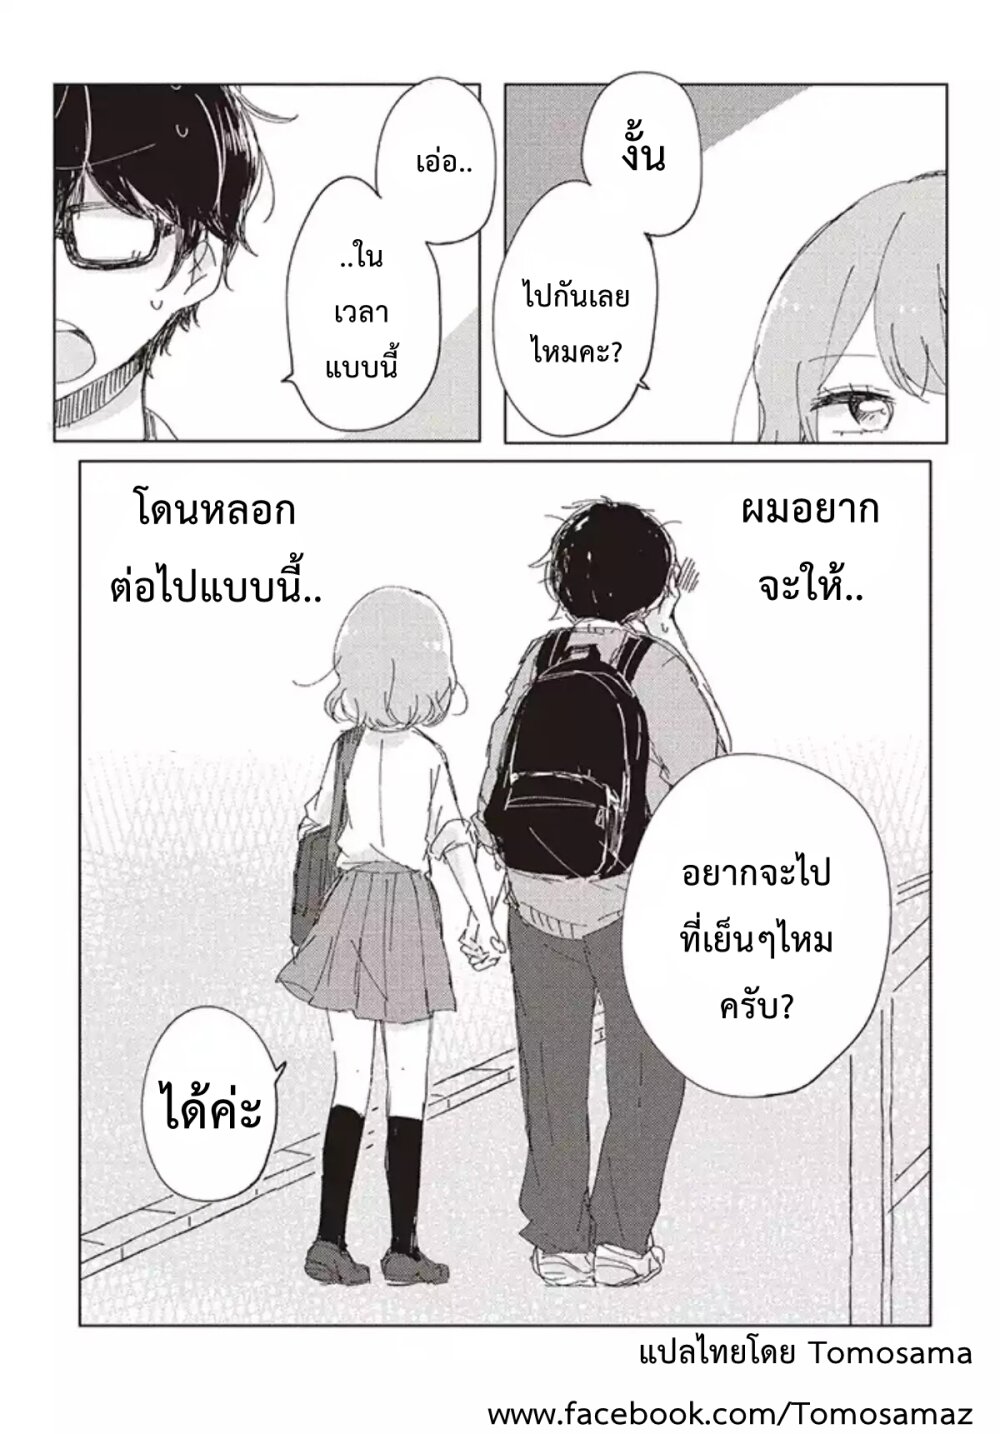 งั้น
ไปกันเลย
ไหมคะ?
เอ่อ..
..ใน
เวลา
แบบนี้
ผมอยาก
จะให้..
โดนหลอก
ต่อไปแบบนี้..
อยากจะไป
ที่เย็นๆไหม
ครับ?
ได้ค่ะ
แปลไทยโดย Tomosama
www.facebook.com/Tomosamaz